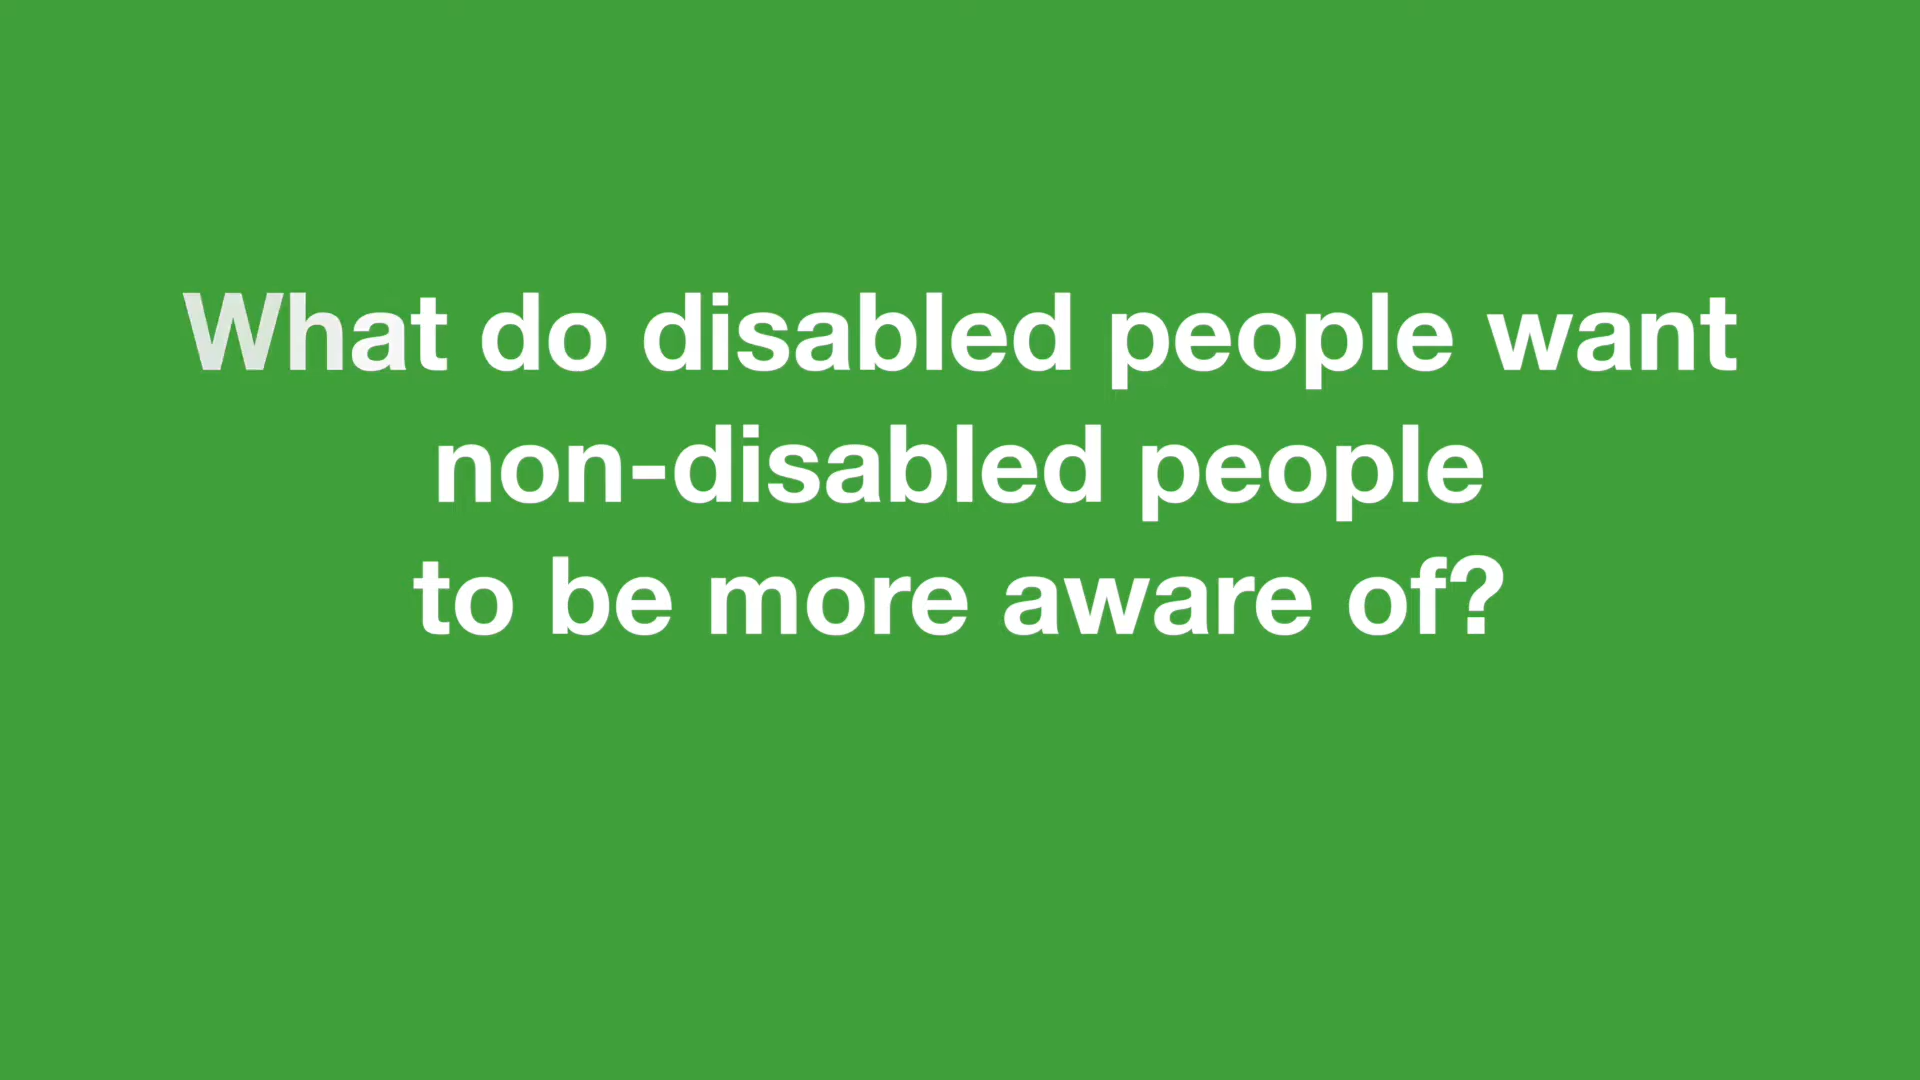 What do disabled people want
non-disabled people
to be more aware of?